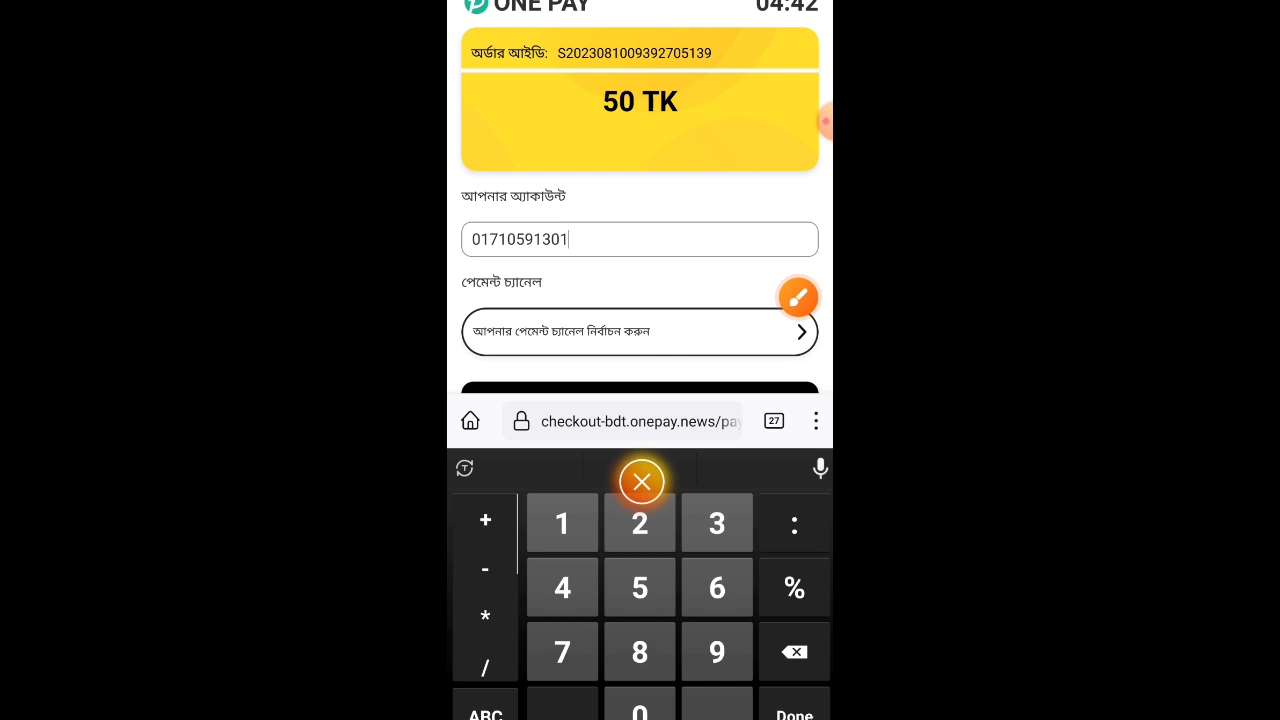 ONE PAY 04:42
অর্ডার আইডি: S2023081009392705139
50 TK
আপনার অ্যাকাউন্ট
01710591301
পেমেন্ট চ্যানেল
আপনার পেমেন্ট চ্যানেল নির্বাচন করুন
27
checkout-bdt.onepay.news/pay
+ 1 2 3 :
- 4 5 6 %
*
/ 7 8 9
ABC 0 Done